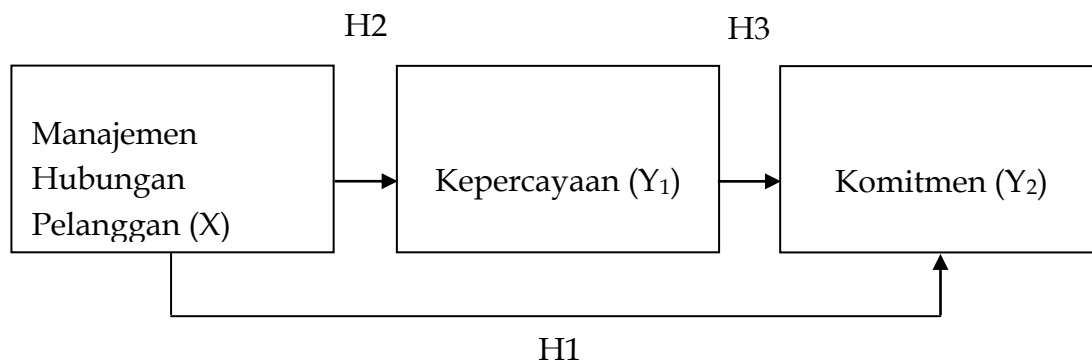 H2
H3
Manajemen
Hubungan
Pelanggan (X)
Kepercayaan (Y₁)
Komitmen (Y₂)
H1